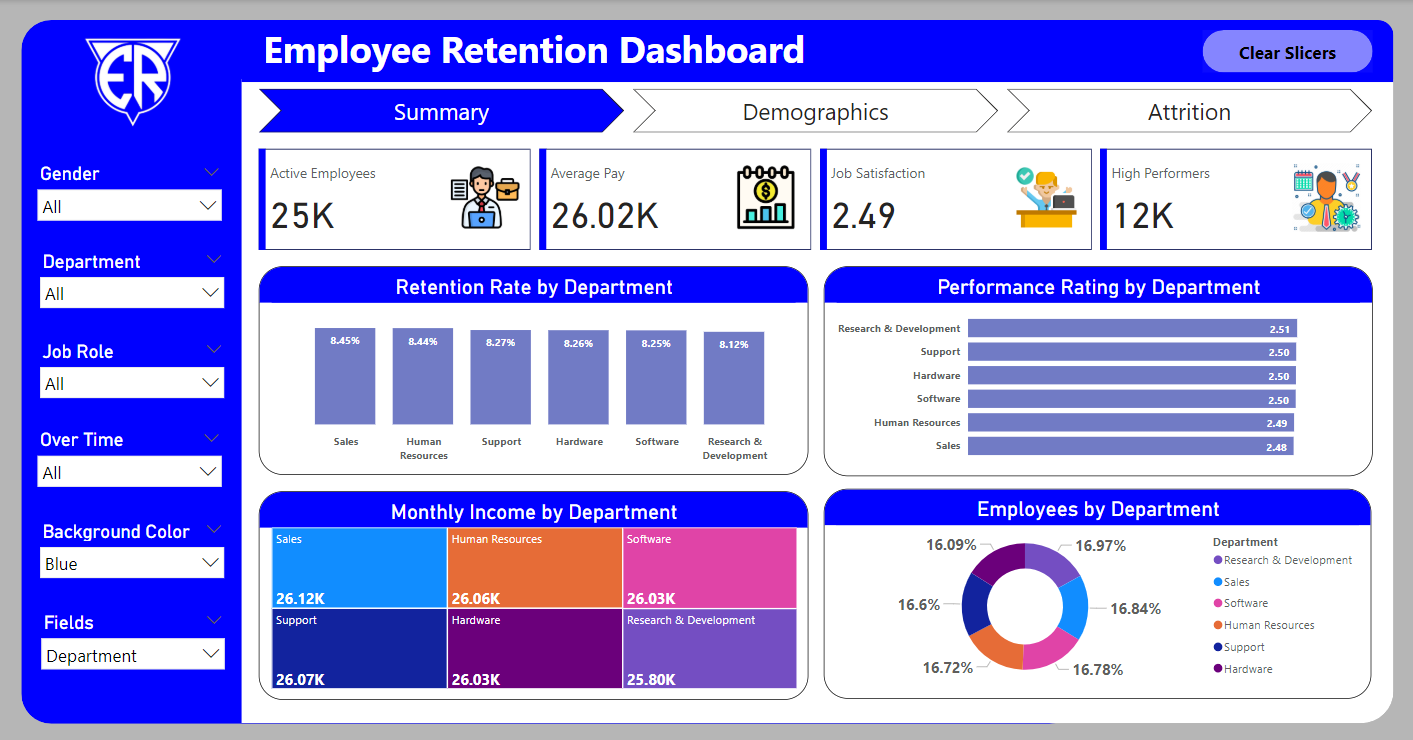 ER
Employee Retention Dashboard
Clear Slicers
Summary
Demographics
Attrition
Gender
All
Department
All
Job Role
All
Over Time
All
Background Color
Blue
Fields
Department
Active Employees
25K
Average Pay
26.02K
Job Satisfaction
2.49
High Performers
12K
Retention Rate by Department
8.45%
8.44%
8.27%
8.26%
8.25%
8.12%
Sales
Human
Resources
Support
Hardware
Software
Research &
Development
Performance Rating by Department
Research & Development
2.51
Support
2.50
Hardware
2.50
Software
2.50
Human Resources
2.49
Sales
2.48
Monthly Income by Department
Sales
26.12K
Human Resources
26.06K
Software
26.03K
Support
26.07K
Hardware
26.03K
Research & Development
25.80K
Employees by Department
16.09%
16.97%
16.6%
16.84%
16.72%
16.78%
Department
Research & Development
Sales
Software
Human Resources
Support
Hardware